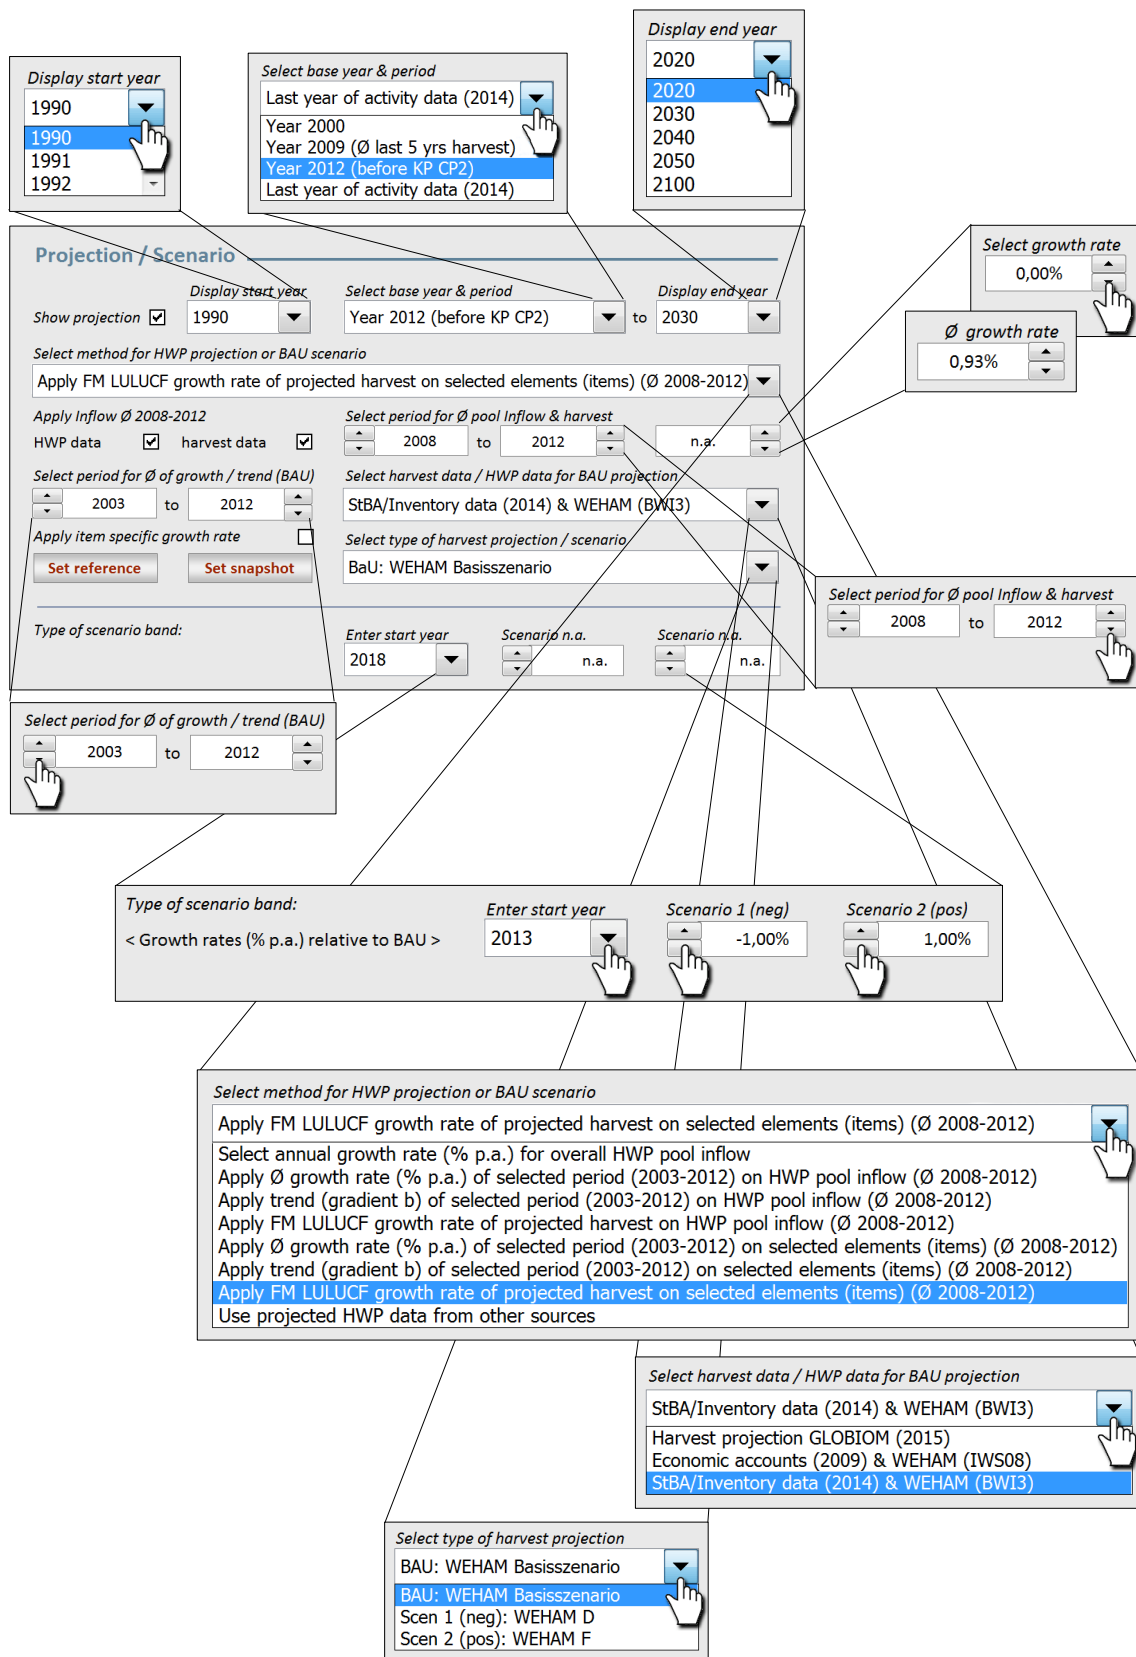 Display start year
1990
1990
1991
1992
Select base year & period
Last year of activity data (2014)
Year 2000
Year 2009 (Ø last 5 yrs harvest)
Year 2012 (before KP CP2)
Last year of activity data (2014)
Display end year
2020
2020
2030
2040
2050
2100
Select growth rate
0,00%
Ø growth rate
0,93%
Projection / Scenario
Display start year
Select base year & period
Display end year
Show projection
1990
Year 2012 (before KP CP2)
to
2030
Select method for HWP projection or BAU scenario
Apply FM LULUCF growth rate of projected harvest on selected elements (items) (Ø 2008-2012)
Apply Inflow Ø 2008-2012
Select period for Ø pool Inflow & harvest
HWP data
harvest data
2008
to
2012
n.a.
Select period for Ø of growth / trend (BAU)
Select harvest data / HWP data for BAU projection
2003
to
2012
StBA/Inventory data (2014) & WEHAM (BWI3)
Apply item specific growth rate
Select type of harvest projection / scenario
Set reference
Set snapshot
BaU: WEHAM Basisszenario
Type of scenario band:
Enter start year
Scenario n.a.
Scenario n.a.
2018
n.a.
n.a.
Select period for Ø pool Inflow & harvest
2008
to
2012
Select period for Ø of growth / trend (BAU)
2003
to
2012
Type of scenario band:
Enter start year
Scenario 1 (neg)
Scenario 2 (pos)
< Growth rates (% p.a.) relative to BAU >
2013
-1,00%
1,00%
Select method for HWP projection or BAU scenario
Apply FM LULUCF growth rate of projected harvest on selected elements (items) (Ø 2008-2012)
Select annual growth rate (% p.a.) for overall HWP pool inflow
Apply Ø growth rate (% p.a.) of selected period (2003-2012) on HWP pool inflow (Ø 2008-2012)
Apply trend (gradient b) of selected period (2003-2012) on HWP pool inflow (Ø 2008-2012)
Apply FM LULUCF growth rate of projected harvest on HWP pool inflow (Ø 2008-2012)
Apply Ø growth rate (% p.a.) of selected period (2003-2012) on selected elements (items) (Ø 2008-2012)
Apply trend (gradient b) of selected period (2003-2012) on selected elements (items) (Ø 2008-2012)
Apply FM LULUCF growth rate of projected harvest on selected elements (items) (Ø 2008-2012)
Use projected HWP data from other sources
Select harvest data / HWP data for BAU projection
StBA/Inventory data (2014) & WEHAM (BWI3)
Harvest projection GLOBIOM (2015)
Economic accounts (2009) & WEHAM (IWS08)
StBA/Inventory data (2014) & WEHAM (BWI3)
Select type of harvest projection
BAU: WEHAM Basisszenario
BAU: WEHAM Basisszenario
Scen 1 (neg): WEHAM D
Scen 2 (pos): WEHAM F